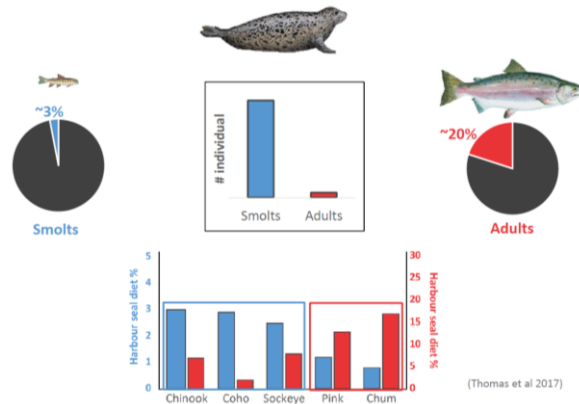 ~3%
Smolts
# individual
Smolts Adults
~20%
Adults
Harbour seal diet %
5
4
3
2
1
0
30
25
20
15
10
5
0
Harbour seal diet %
Chinook Coho Sockeye Pink Chum
(Thomas et al 2017)